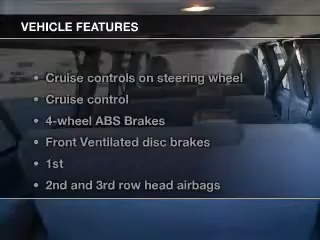 VEHICLE FEATURES
• Cruise controls on steering wheel
• Cruise control
• 4-wheel ABS Brakes
• Front Ventilated disc brakes
• 1st
• 2nd and 3rd row head airbags